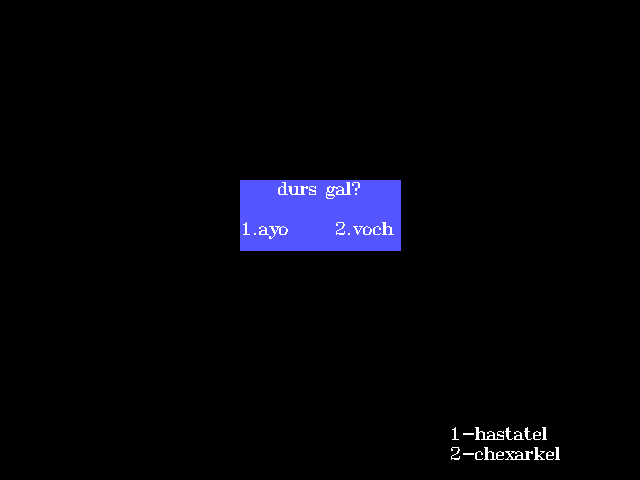 durs gal?
1.ayo 2.voch
1-hastatel
2-chexarkel